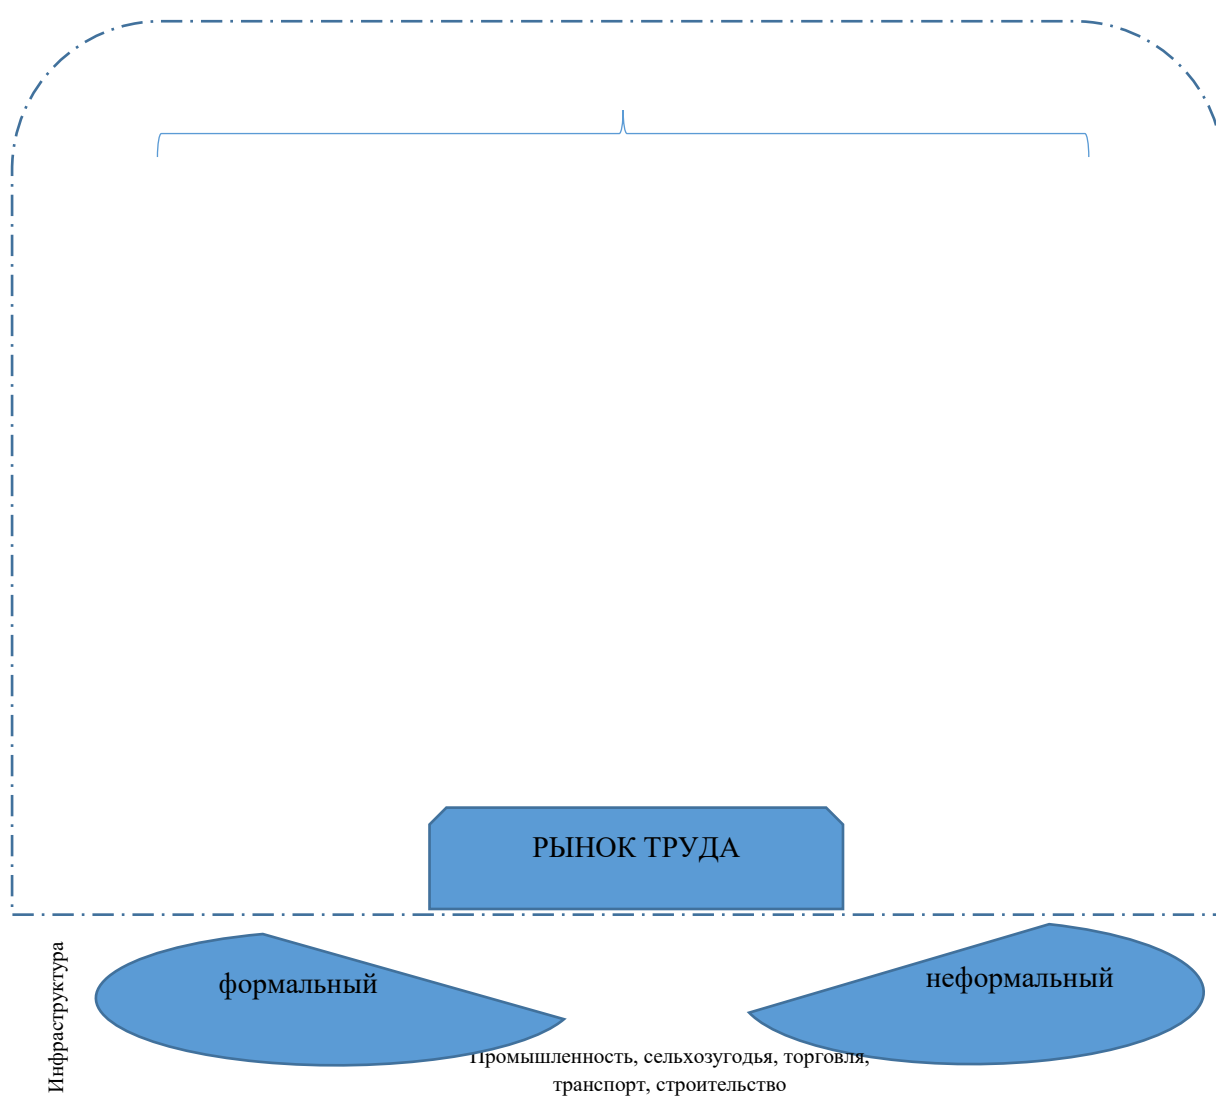 РЫНОК ТРУДА
Инфраструктура
формальный
неформальный
Промышленность, сельхозугодья, торговля,
транспорт, строительство